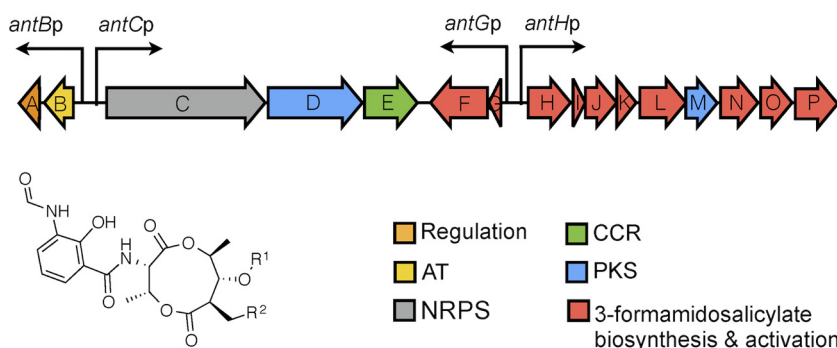 antBp antCp antGp antHp
A B C D E F G H I J K L M N O P
O
NH
OH
O
O
R¹
H
N
O
O
O
O
R²
Regulation CCR
AT PKS
NRPS 3-formamidosalicylate
biosynthesis & activation